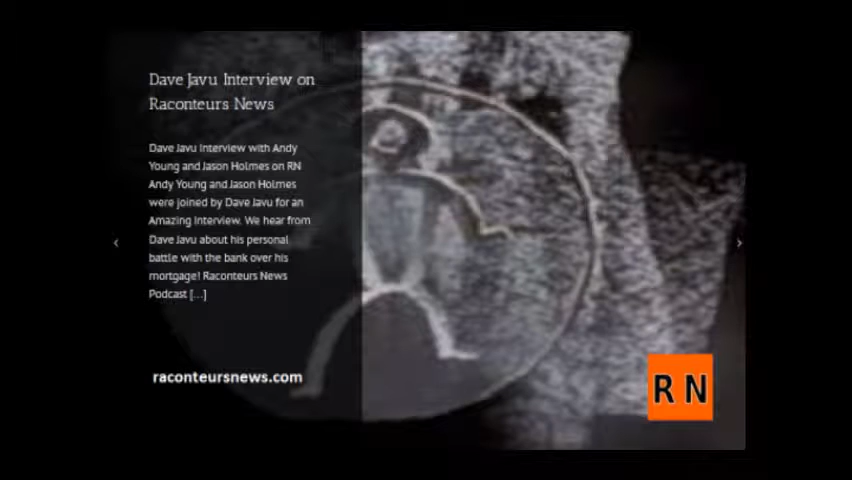 Dave Javu Interview on
Raconteurs News
Dave Javu Interview with Andy
Young and Jason Holmes on RN
Andy Young and Jason Holmes
were joined by Dave Javu for an
Amazing Interview. We hear from
Dave Javu about his personal
battle with the bank over his
mortgage! Raconteurs News
Podcast [...]
raconteursnews.com
R N